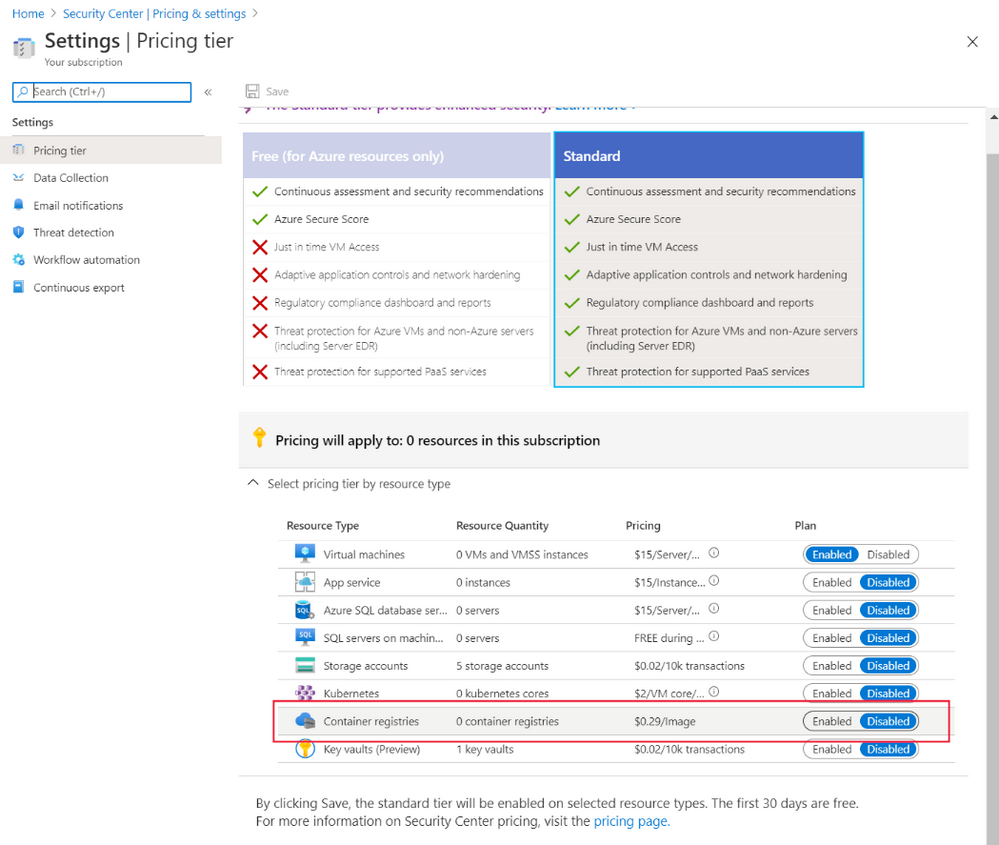 Home > Security Center | Pricing & settings >
Settings | Pricing tier
Your subscription
Search (Ctrl+/)
«
Save
The Standard tier provides enhanced security. Learn more >
Settings
Pricing tier
Data Collection
Email notifications
Threat detection
Workflow automation
Continuous export
Free (for Azure resources only)
Continuous assessment and security recommendations
Azure Secure Score
Just in time VM Access
Adaptive application controls and network hardening
Regulatory compliance dashboard and reports
Threat protection for Azure VMs and non-Azure servers
(including Server EDR)
Threat protection for supported PaaS services
Standard
Continuous assessment and security recommendations
Azure Secure Score
Just in time VM Access
Adaptive application controls and network hardening
Regulatory compliance dashboard and reports
Threat protection for Azure VMs and non-Azure servers
(including Server EDR)
Threat protection for supported PaaS services
Pricing will apply to: 0 resources in this subscription
Select pricing tier by resource type
Resource Type Resource Quantity Pricing Plan
Virtual machines 0 VMs and VMSS instances $15/Server/... Enabled Disabled
App service 0 instances $15/Instance... Enabled Disabled
SQL Azure SQL database ser... 0 servers $15/Server/... Enabled Disabled
SQL SQL servers on machin... 0 servers FREE during ... Enabled Disabled
Storage accounts 5 storage accounts $0.02/10k transactions Enabled Disabled
Kubernetes 0 kubernetes cores $2/VM core/... Enabled Disabled
Container registries 0 container registries $0.29/Image Enabled Disabled
Key vaults (Preview) 1 key vaults $0.02/10k transactions Enabled Disabled
By clicking Save, the standard tier will be enabled on selected resource types. The first 30 days are free.
For more information on Security Center pricing, visit the pricing page.